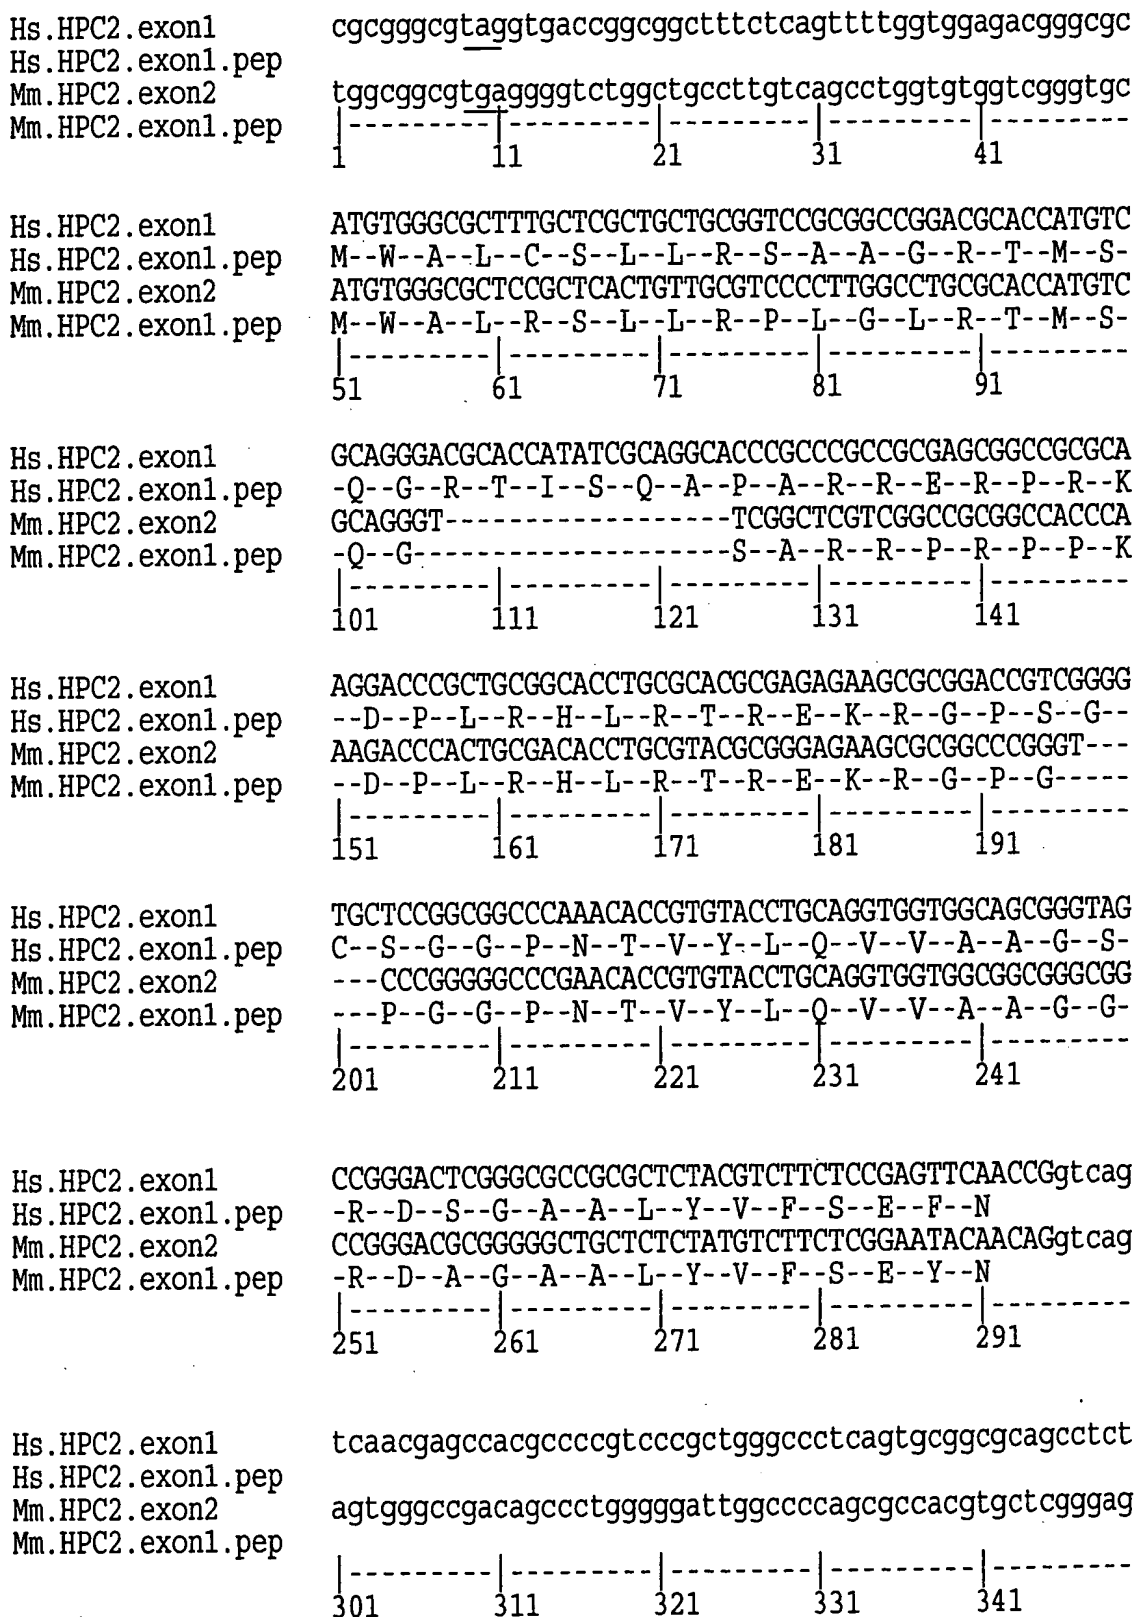 Hs.HPC2.exon1 cgcgggcgtaggtgaccggcggctttctcagttttggtggagacgggcgc
Hs.HPC2.exon1.pep
Mm.HPC2.exon2 tggcggcgtgaggggtctggctgccttgtcagcctggtgtggtcgggtgc
Mm.HPC2.exon1.pep |---------|---------|---------|---------|---------
1 11 21 31 41
Hs.HPC2.exon1 ATGTGGGCGCTTTGCTCGCTGCTGCGGTCCGCGGCCGGACGCACCATGTC
Hs.HPC2.exon1.pep M--W--A--L--C--S--L--L--R--S--A--A--G--R--T--M--S-
Mm.HPC2.exon2 ATGTGGGCGCTCCGCTCACTGTTGCGTCCCCTTGGCCTGCGCACCATGTC
Mm.HPC2.exon1.pep M--W--A--L--R--S--L--L--R--P--L--G--L--R--T--M--S-
|---------|---------|---------|---------|---------
51 61 71 81 91
Hs.HPC2.exon1 GCAGGGACGCACCATATCGCAGGCACCCGCCCGCCGCGAGCGGCCGCGCA
Hs.HPC2.exon1.pep -Q--G--R--T--I--S--Q--A--P--A--R--R--E--R--P--R--K
Mm.HPC2.exon2 GCAGGGT------------------TCGGCTCGTCGGCCGCGGCCACCCA
Mm.HPC2.exon1.pep -Q--G--------------------S--A--R--R--P--R--P--P--K
|---------|---------|---------|---------|---------
101 111 121 131 141
Hs.HPC2.exon1 AGGACCCGCTGCGGCACCTGCGCACGCGAGAGAAGCGCGGACCGTCGGGG
Hs.HPC2.exon1.pep --D--P--L--R--H--L--R--T--R--E--K--R--G--P--S--G--
Mm.HPC2.exon2 AAGACCCACTGCGACACCTGCGTACGCGGGAGAAGCGCGGCCCGGGT---
Mm.HPC2.exon1.pep --D--P--L--R--H--L--R--T--R--E--K--R--G--P--G-----
|---------|---------|---------|---------|---------
151 161 171 181 191
Hs.HPC2.exon1 TGCTCCGGCGGCCCAAACACCGTGTACCTGCAGGTGGTGGCAGCGGGTAG
Hs.HPC2.exon1.pep C--S--G--G--P--N--T--V--Y--L--Q--V--V--A--A--G--S-
Mm.HPC2.exon2 ---CCCGGGGGCCCGAACACCGTGTACCTGCAGGTGGTGGCGGCGGGCGG
Mm.HPC2.exon1.pep ---P--G--G--P--N--T--V--Y--L--Q--V--V--A--A--G--G-
|---------|---------|---------|---------|---------
201 211 221 231 241
Hs.HPC2.exon1 CCGGGACTCGGGCGCCGCGCTCTACGTCTTCTCCGAGTTCAACCGgtcag
Hs.HPC2.exon1.pep -R--D--S--G--A--A--L--Y--V--F--S--E--F--N
Mm.HPC2.exon2 CCGGGACGCGGGGGCTGCTCTCTATGTCTTCTCGGAATACAACAGgtcag
Mm.HPC2.exon1.pep -R--D--A--G--A--A--L--Y--V--F--S--E--Y--N
|---------|---------|---------|---------|---------
251 261 271 281 291
Hs.HPC2.exon1 tcaacgagccacgccccgtcccgctgggccctcagtgcggcgcagcctct
Hs.HPC2.exon1.pep
Mm.HPC2.exon2 agtgggccgacagccctgggggattggccccagcgccacgtgctcgggag
Mm.HPC2.exon1.pep
|---------|---------|---------|---------|---------
301 311 321 331 341